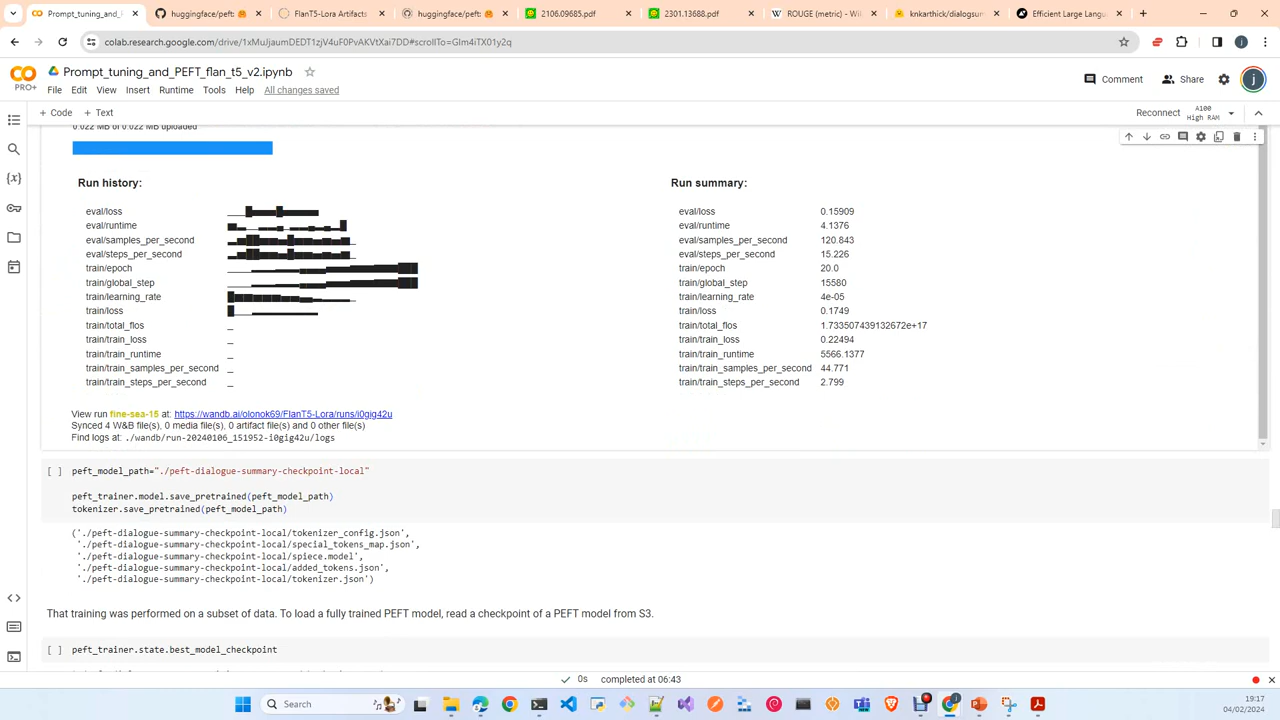 Prompt_tuning_and_PEFT_fl
huggingface/peft:
FlanT5-Lora Artifacts
huggingface/peft:
2106.09685.pdf
2301.13688.pdf
ROUGE (metric) - Wi
knkarthick/dialogsum
Efficient Large Lang
colab.research.google.com/drive/1xMuJjaumDEDT1zjV4uF0PvAKVtXai7DD#scrollTo=GIm4iTX01y2q
Prompt_tuning_and_PEFT_flan_t5_v2.ipynb
PRO+
File Edit View Insert Runtime Tools Help All changes saved
Comment Share j
+ Code + Text
Reconnect A100 High RAM
0.022 MB of 0.022 MB uploaded
Run history:
eval/loss
eval/runtime
eval/samples_per_second
eval/steps_per_second
train/epoch
train/global_step
train/learning_rate
train/loss
train/total_flos
train/train_loss
train/train_runtime
train/train_samples_per_second
train/train_steps_per_second
Run summary:
eval/loss 0.15909
eval/runtime 4.1376
eval/samples_per_second 120.843
eval/steps_per_second 15.226
train/epoch 20.0
train/global_step 15580
train/learning_rate 4e-05
train/loss 0.1749
train/total_flos 1.733507439132672e+17
train/train_loss 0.22494
train/train_runtime 5566.1377
train/train_samples_per_second 44.771
train/train_steps_per_second 2.799
View run fine-sea-15 at: https://wandb.ai/olonok69/FlanT5-Lora/runs/i0gig42u
Synced 4 W&B file(s), 0 media file(s), 0 artifact file(s) and 0 other file(s)
Find logs at: ./wandb/run-20240106_151952-i0gig42u/logs
[ ] peft_model_path="./peft-dialogue-summary-checkpoint-local"
peft_trainer.model.save_pretrained(peft_model_path)
tokenizer.save_pretrained(peft_model_path)
('./peft-dialogue-summary-checkpoint-local/tokenizer_config.json',
'./peft-dialogue-summary-checkpoint-local/special_tokens_map.json',
'./peft-dialogue-summary-checkpoint-local/spiece.model',
'./peft-dialogue-summary-checkpoint-local/added_tokens.json',
'./peft-dialogue-summary-checkpoint-local/tokenizer.json')
That training was performed on a subset of data. To load a fully trained PEFT model, read a checkpoint of a PEFT model from S3.
[ ] peft_trainer.state.best_model_checkpoint
0s completed at 06:43
Search
19:17
04/02/2024